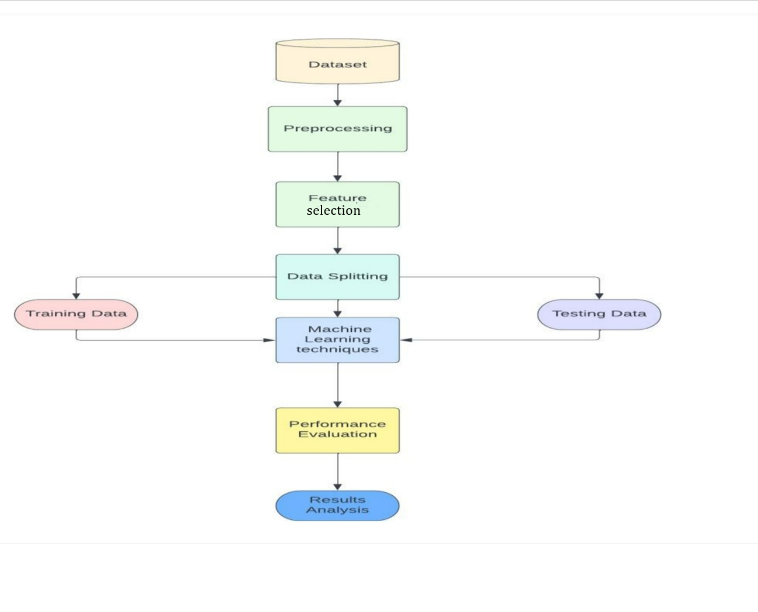 Dataset
Preprocessing
Feature
selection
Data Splitting
Training Data
Testing Data
Machine
Learning
techniques
Performance
Evaluation
Results
Analysis